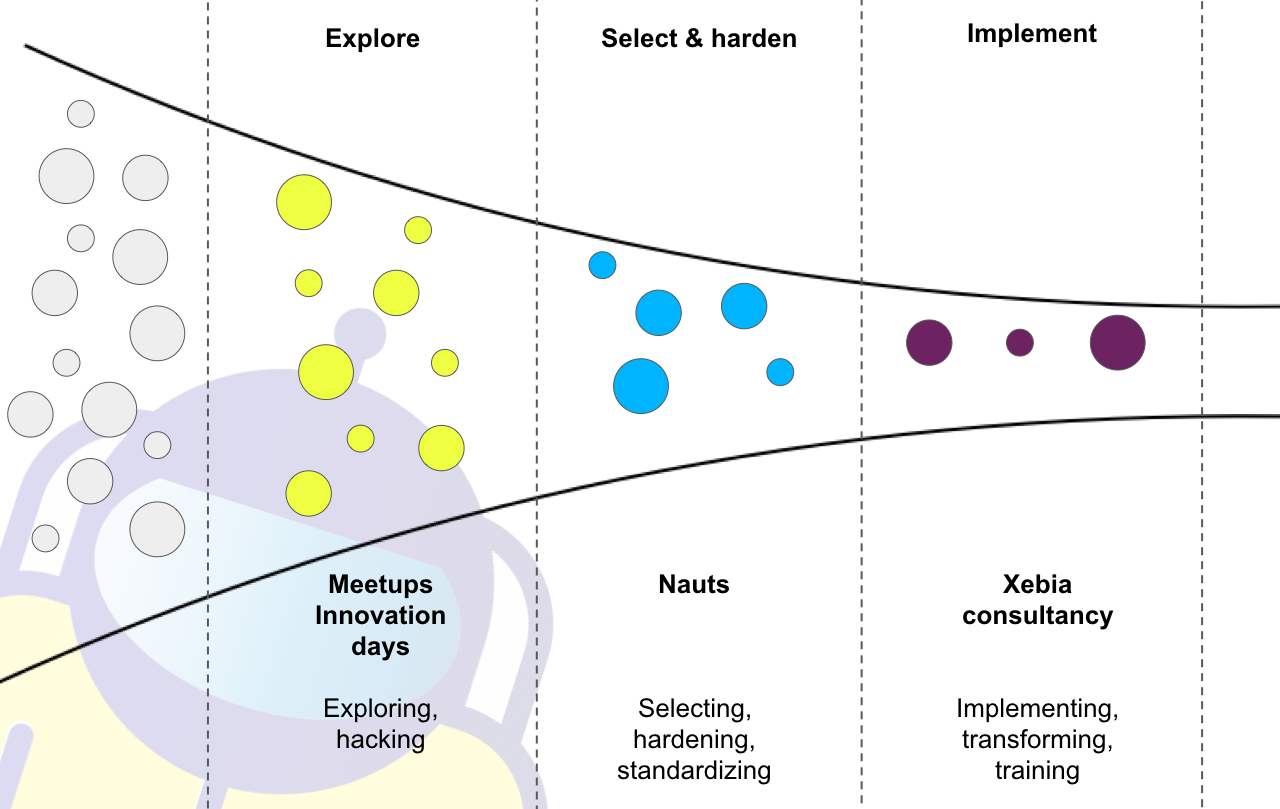 Explore
Select & harden
Implement
Meetups
Innovation
days
Nauts
Xebia
consultancy
Exploring,
hacking
Selecting,
hardening,
standardizing
Implementing,
transforming,
training